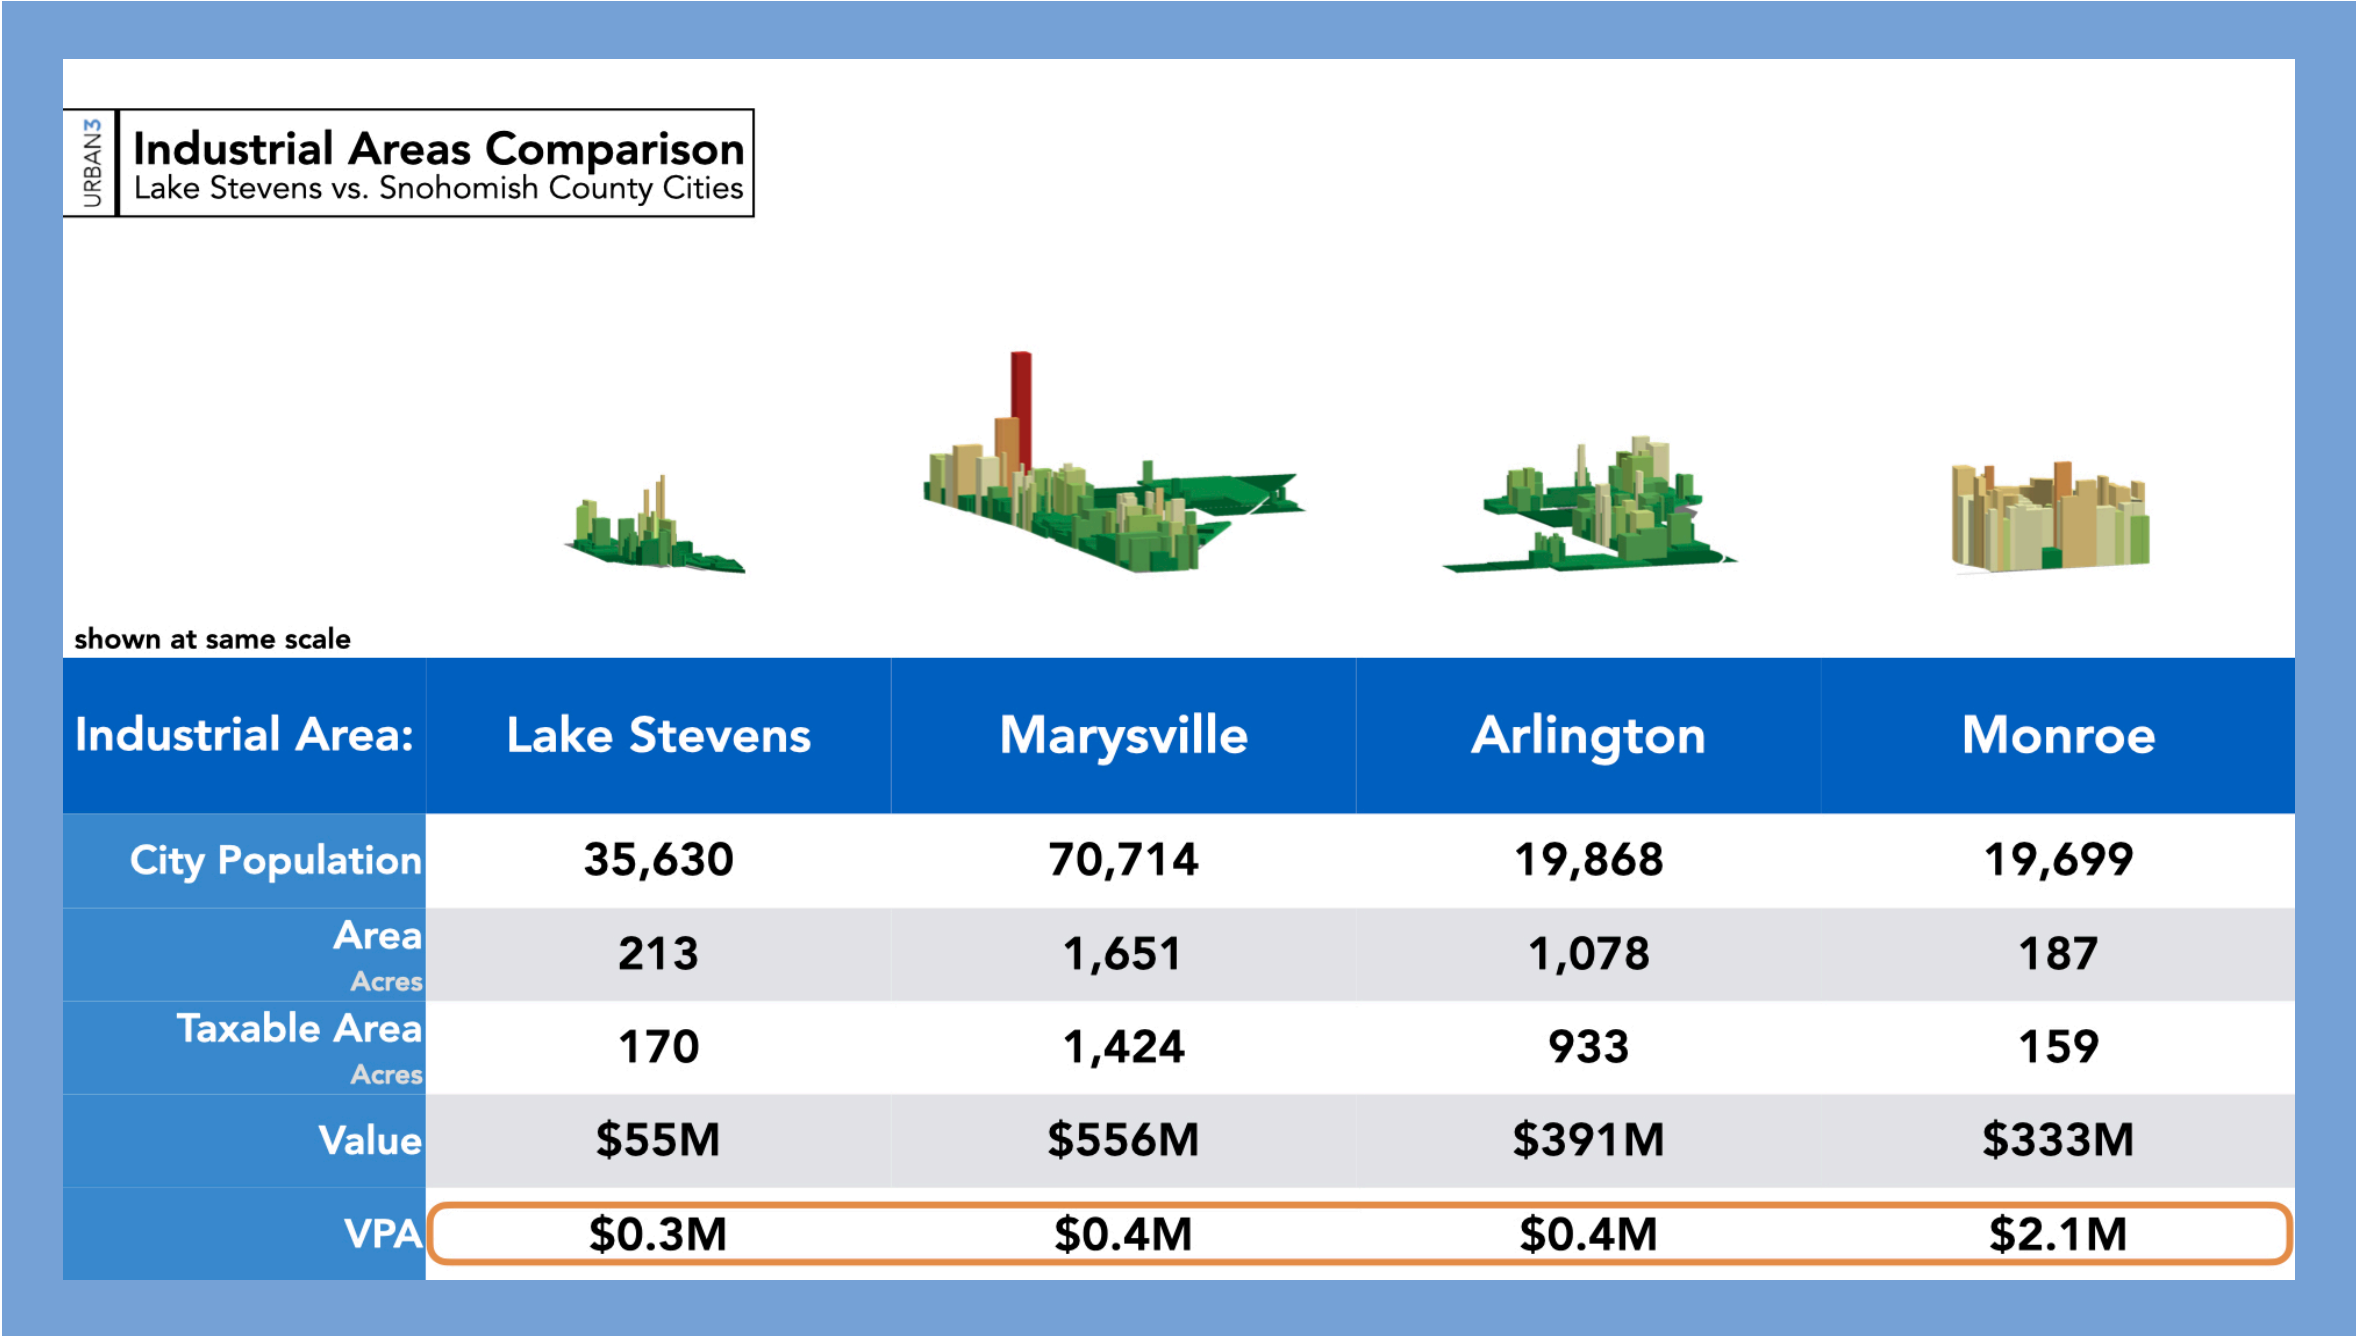 URBAN3
Industrial Areas Comparison
Lake Stevens vs. Snohomish County Cities
shown at same scale
Industrial Area: Lake Stevens Marysville Arlington Monroe
City Population 35,630 70,714 19,868 19,699
Area
Acres
213 1,651 1,078 187
Taxable Area
Acres
170 1,424 933 159
Value $55M $556M $391M $333M
VPA $0.3M $0.4M $0.4M $2.1M